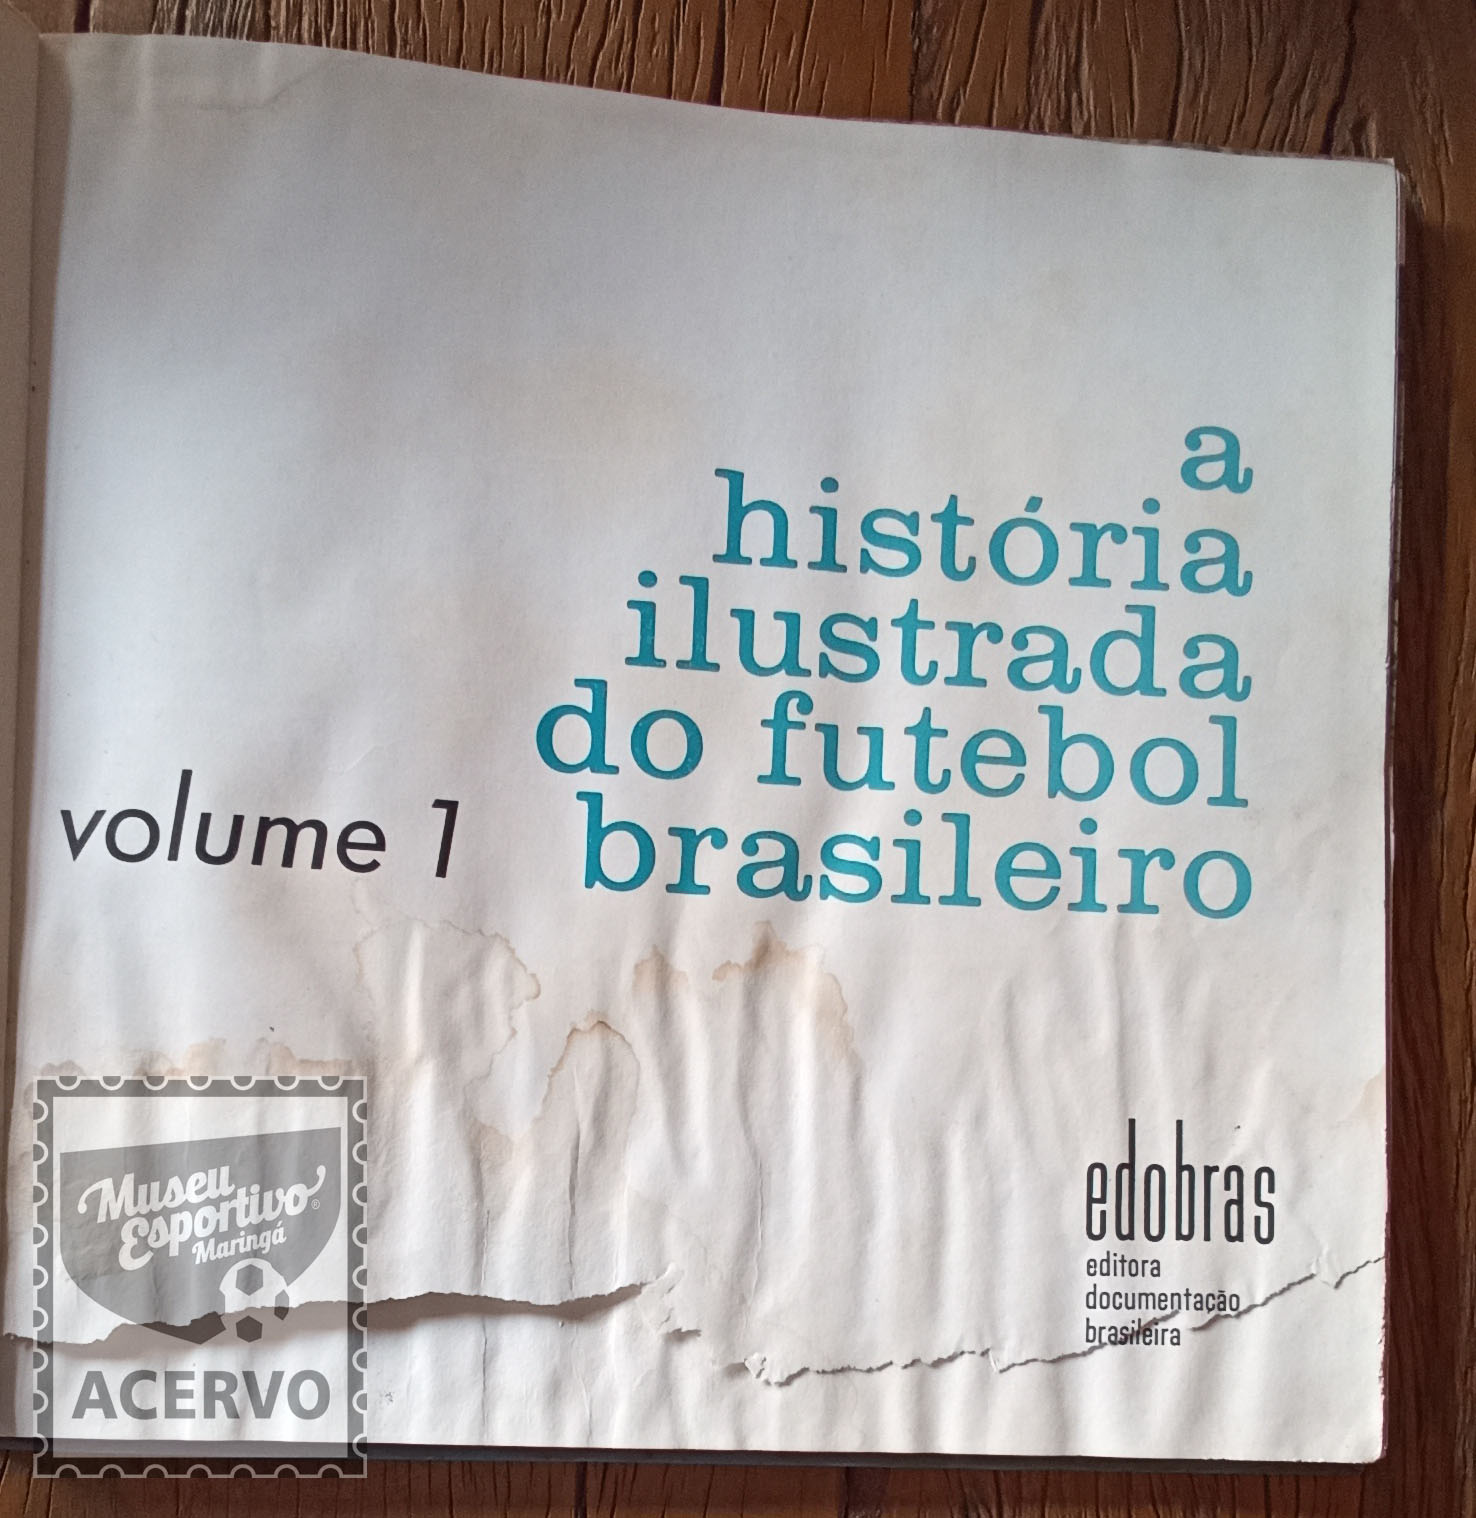 a
história
ilustrada
do futebol
brasileiro
volume 1
edobras
editora
documentação
brasileira
Museu
Esportivo®
Maringá
ACERVO